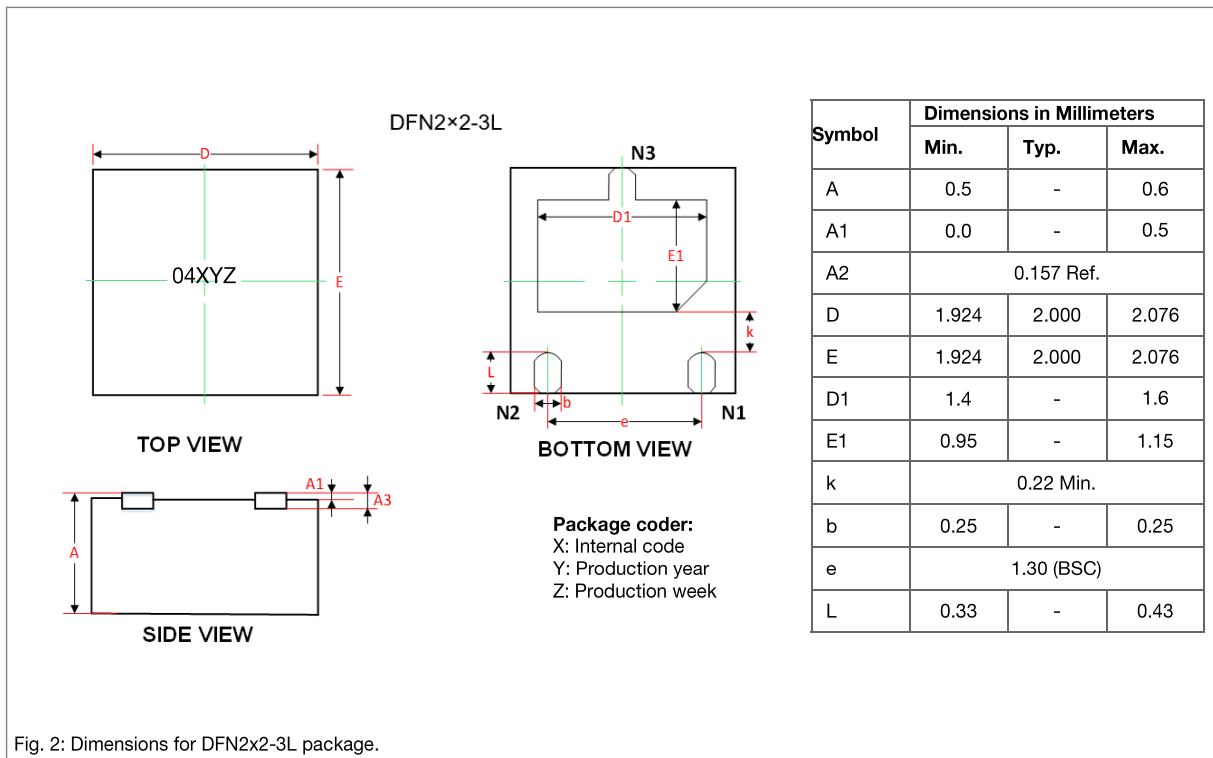 DFN2×2-3L
D
E
04XYZ
TOP VIEW
N3
D1
E1
k
L
b
e
N2
N1
BOTTOM VIEW
A1
A3
A
SIDE VIEW
Package coder:
X: Internal code
Y: Production year
Z: Production week
Symbol Dimensions in Millimeters
Min. Typ. Max.
A 0.5 - 0.6
A1 0.0 - 0.5
A2 0.157 Ref.
D 1.924 2.000 2.076
E 1.924 2.000 2.076
D1 1.4 - 1.6
E1 0.95 - 1.15
k 0.22 Min.
b 0.25 - 0.25
e 1.30 (BSC)
L 0.33 - 0.43
Fig. 2: Dimensions for DFN2x2-3L package.